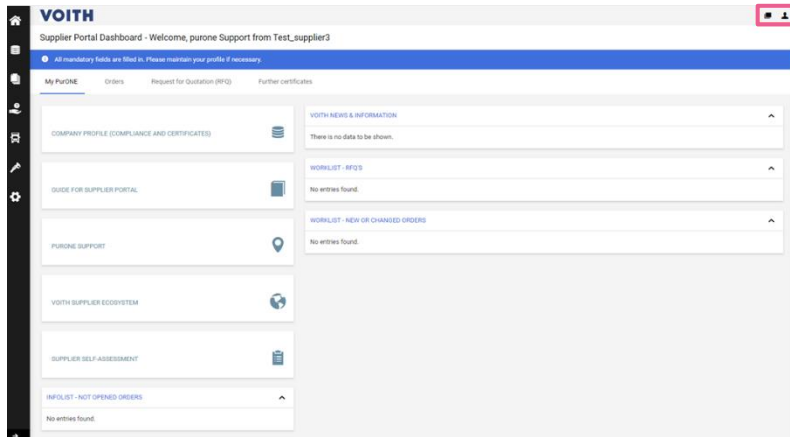 VOITH
Supplier Portal Dashboard - Welcome, purone Support from Test_supplier3
All mandatory fields are filled in. Please maintain your profile if necessary.
My PurONE Orders Request for Quotation (RFQ) Further certificates
COMPANY PROFILE (COMPLIANCE AND CERTIFICATES)
GUIDE FOR SUPPLIER PORTAL
PURONE SUPPORT
VOITH SUPPLIER ECOSYSTEM
SUPPLIER SELF-ASSESSMENT
INFOLIST - NOT OPENED ORDERS
No entries found.
VOITH NEWS & INFORMATION
There is no data to be shown.
WORKLIST - RFQ'S
No entries found.
WORKLIST - NEW OR CHANGED ORDERS
No entries found.